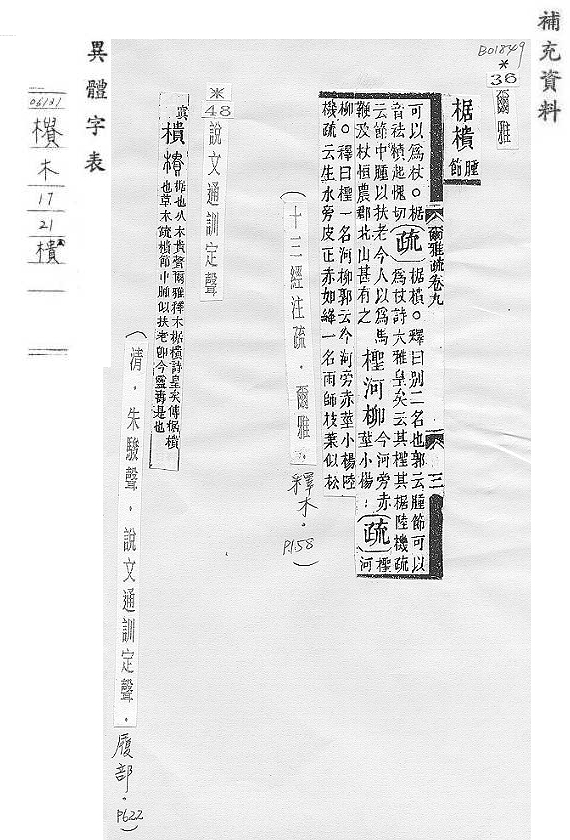 補充資料
B01849
*
36
爾雅
椐樻腫節
可以爲杖。椐
音祛樻起愧切
疏
椐樻。釋曰別二名也郭云腫節可以
爲杖詩大雅皇矣云其檉其椐陸機疏
云節中腫以扶老今人以爲馬
鞭及杖恒農郡北山甚有之
檉河柳
今河旁赤
莖小楊
疏
檉河
柳。釋曰檉一名河柳郭云今河旁赤莖小楊陸
機疏云生水旁皮正赤如絳一名雨師枝葉似松
爾雅疏卷九
三
(十三經注疏.爾雅.釋木.P158)
*
48
說文通訓定聲
樻
椐也从木貴聲爾雅釋木椐樻詩皇矣傳椐樻
也草木疏樻節中腫似扶老卽今靈壽是也
(清.朱駿聲.說文通訓定聲.履部.P622)
異體字表
木
17
21
樻